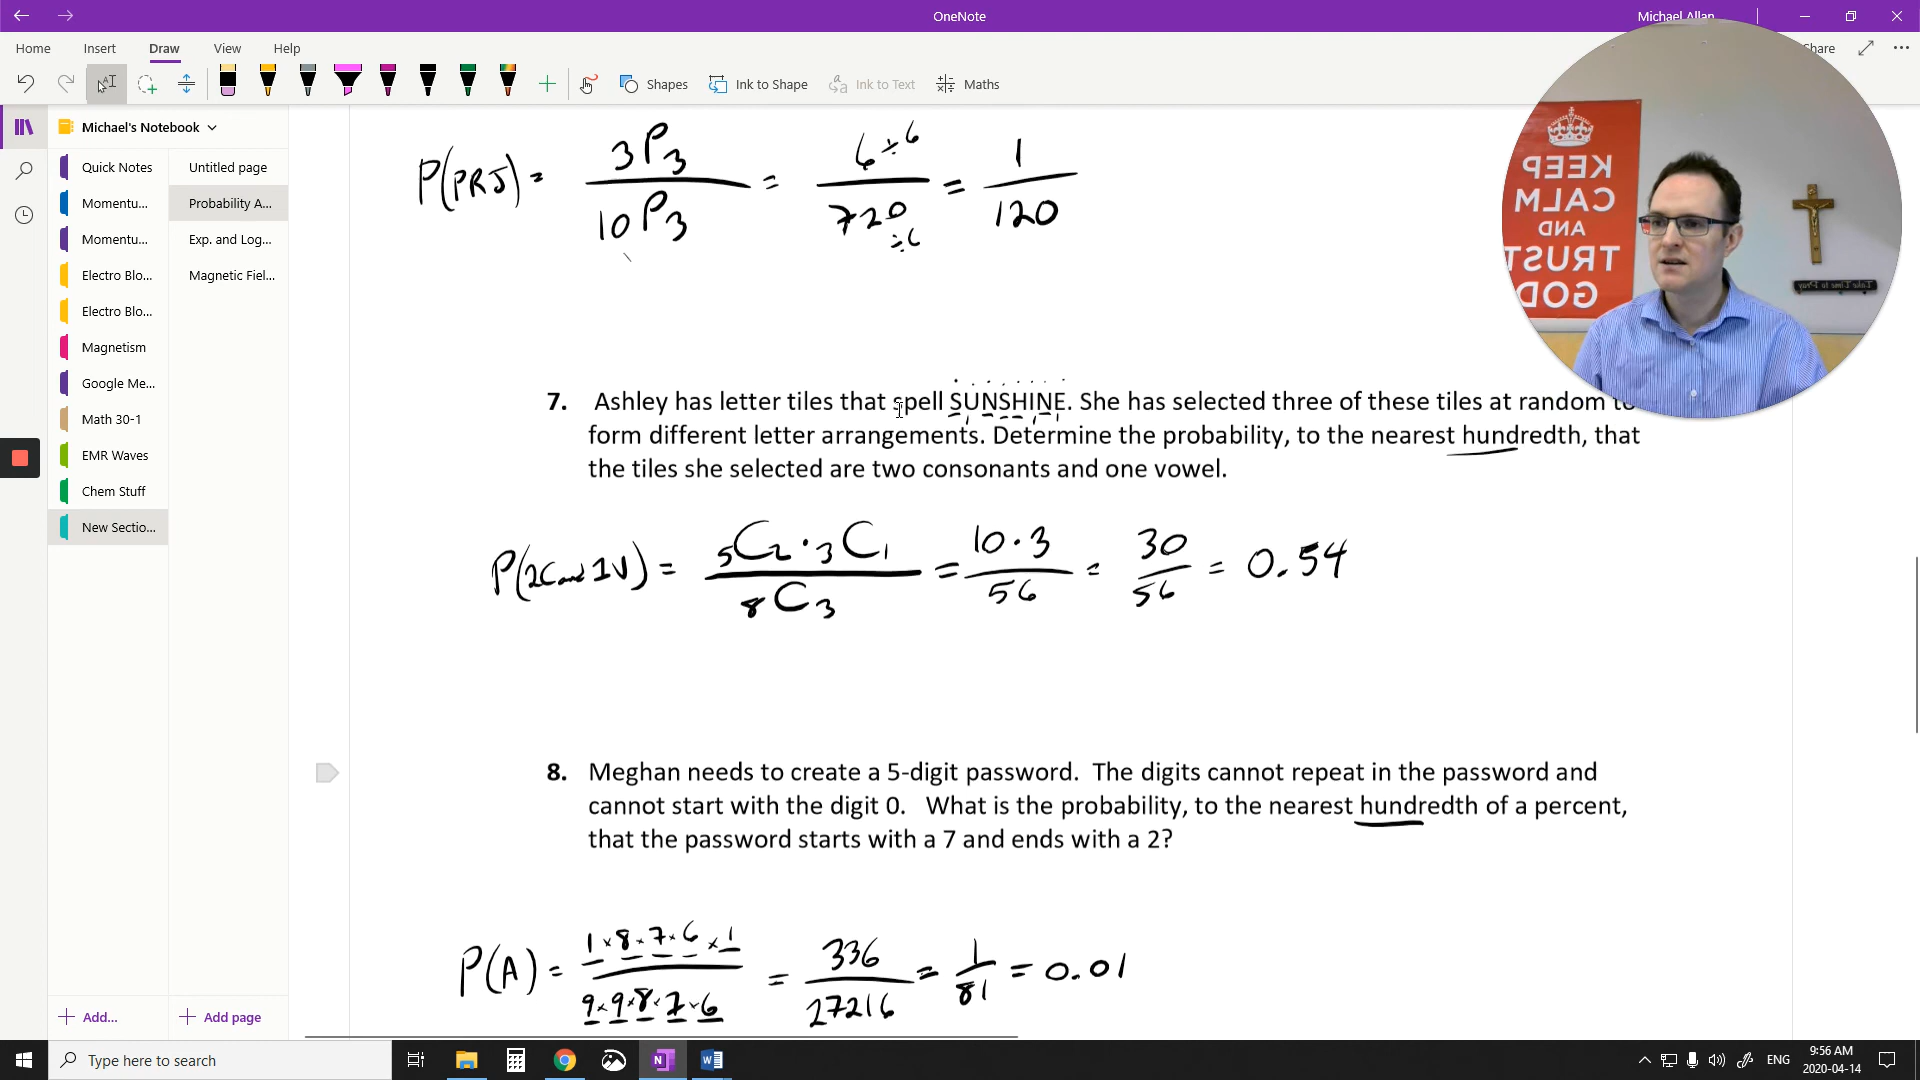 OneNote
Michael Allan
Home Insert Draw View Help
Share
Shapes Ink to Shape Ink to Text Maths
Michael's Notebook
Quick Notes
Momentu...
Momentu...
Electro Blo...
Electro Blo...
Magnetism
Google Me...
Math 30-1
EMR Waves
Chem Stuff
New Sectio...
Add...
Untitled page
Probability A...
Exp. and Log...
Magnetic Fiel...
Add page
P(PRJ) = 3P3 / 10P3 = 6÷6 / 720÷6 = 1 / 120
KEEP
CALM
AND
TRUST
GOD
Take Time to Pray
7. Ashley has letter tiles that spell SUNSHINE. She has selected three of these tiles at random to
form different letter arrangements. Determine the probability, to the nearest hundredth, that
the tiles she selected are two consonants and one vowel.
P(2C and 1V) = 5C2 · 3C1 / 8C3 = 10 · 3 / 56 = 30 / 56 = 0.54
8. Meghan needs to create a 5-digit password. The digits cannot repeat in the password and
cannot start with the digit 0. What is the probability, to the nearest hundredth of a percent,
that the password starts with a 7 and ends with a 2?
P(A) = 1 × 8 × 7 × 6 × 1 / 9 × 9 × 8 × 7 × 6 = 336 / 27216 = 1 / 81 = 0.01
Type here to search
ENG
9:56 AM
2020-04-14